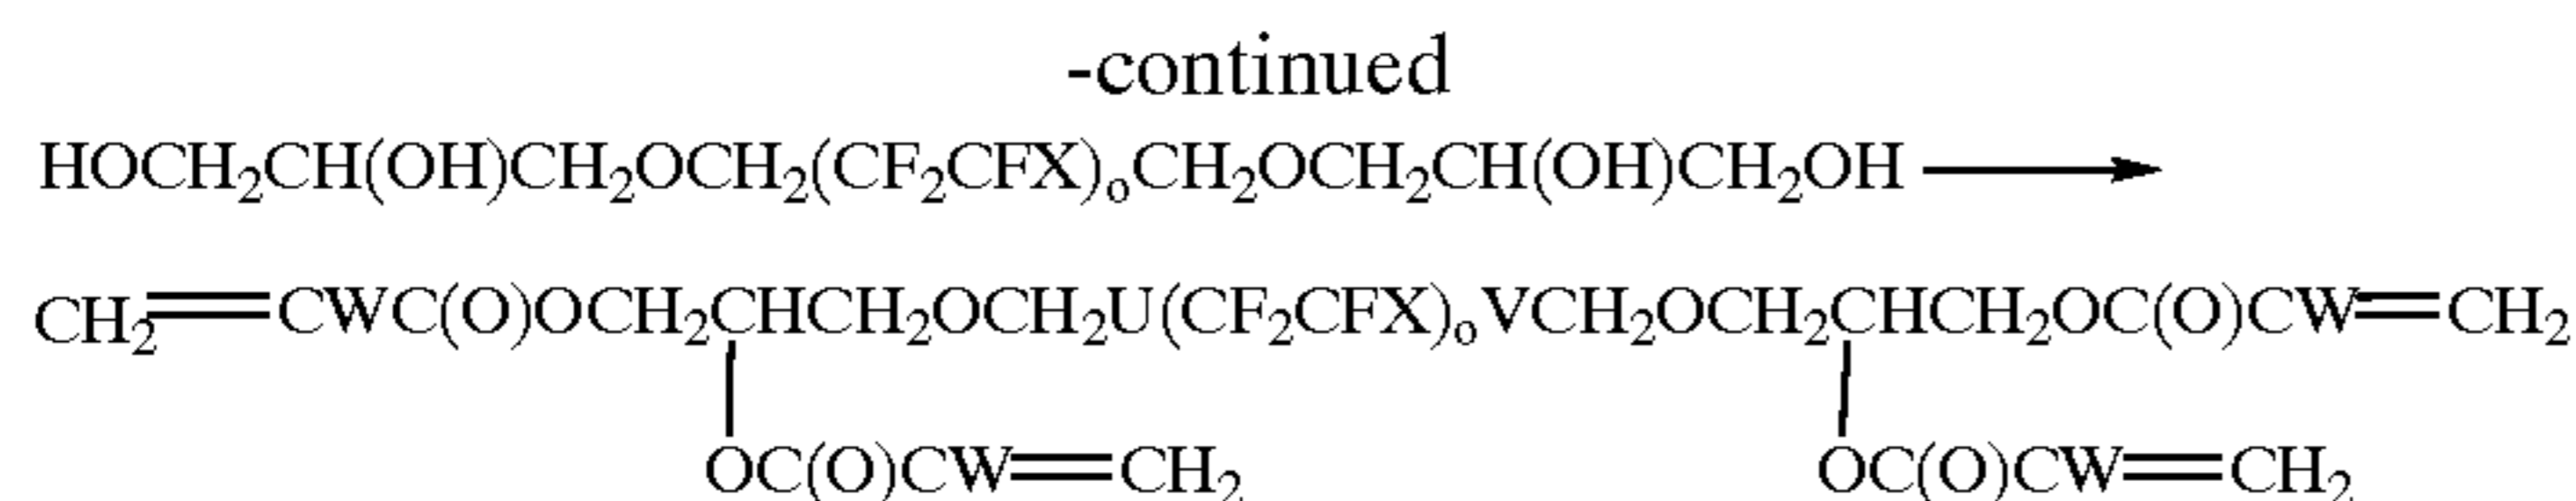 -continued
HOCH₂CH(OH)CH₂OCH₂(CF₂CFX)ₒCH₂OCH₂CH(OH)CH₂OH ⟶
CH₂=CWC(O)OCH₂CHCH₂OCH₂U(CF₂CFX)ₒVCH₂OCH₂CHCH₂OC(O)CW=CH₂
OC(O)CW=CH₂ OC(O)CW=CH₂